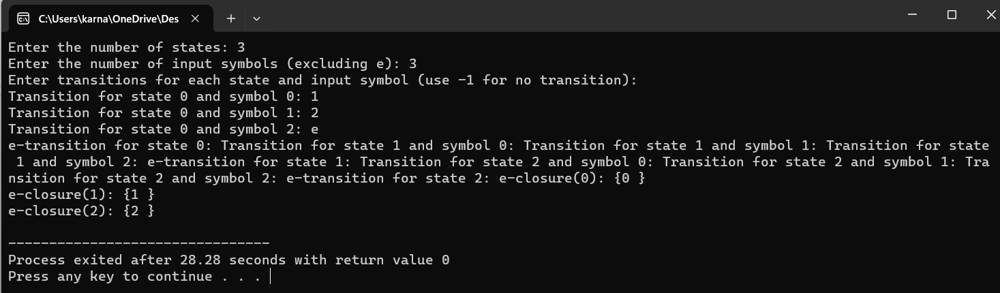 C:\Users\karna\OneDrive\Des
Enter the number of states: 3
Enter the number of input symbols (excluding e): 3
Enter transitions for each state and input symbol (use -1 for no transition):
Transition for state 0 and symbol 0: 1
Transition for state 0 and symbol 1: 2
Transition for state 0 and symbol 2: e
e-transition for state 0: Transition for state 1 and symbol 0: Transition for state 1 and symbol 1: Transition for state
 1 and symbol 2: e-transition for state 1: Transition for state 2 and symbol 0: Transition for state 2 and symbol 1: Tra
nsition for state 2 and symbol 2: e-transition for state 2: e-closure(0): {0 }
e-closure(1): {1 }
e-closure(2): {2 }
--------------------------------
Process exited after 28.28 seconds with return value 0
Press any key to continue . . .